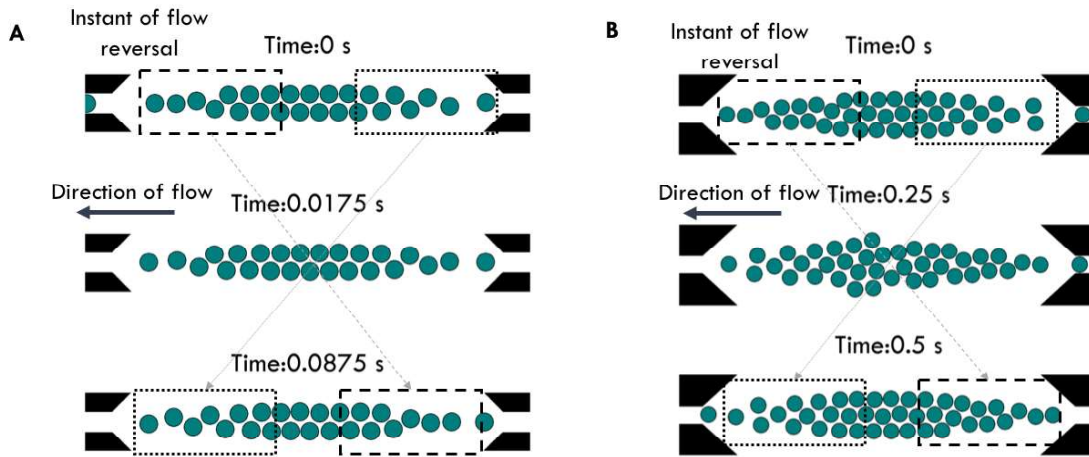 A
Instant of flow
reversal
Time:0 s
Direction of flow
Time:0.0175 s
Time:0.0875 s
B
Instant of flow
reversal
Time:0 s
Direction of flow
Time:0.25 s
Time:0.5 s